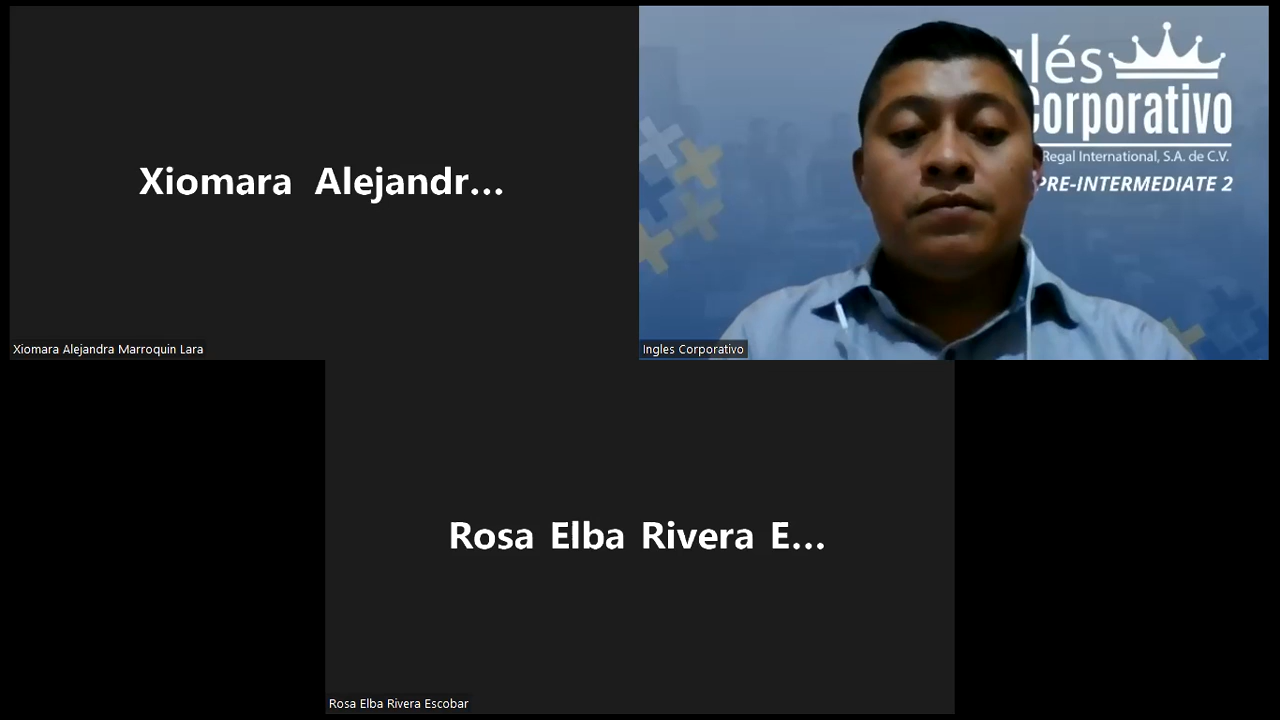 Xiomara Alejandr...
Xiomara Alejandra Marroquin Lara
glés
Corporativo
Regal International, S.A. de C.V.
PRE-INTERMEDIATE 2
Ingles Corporativo
Rosa Elba Rivera E...
Rosa Elba Rivera Escobar